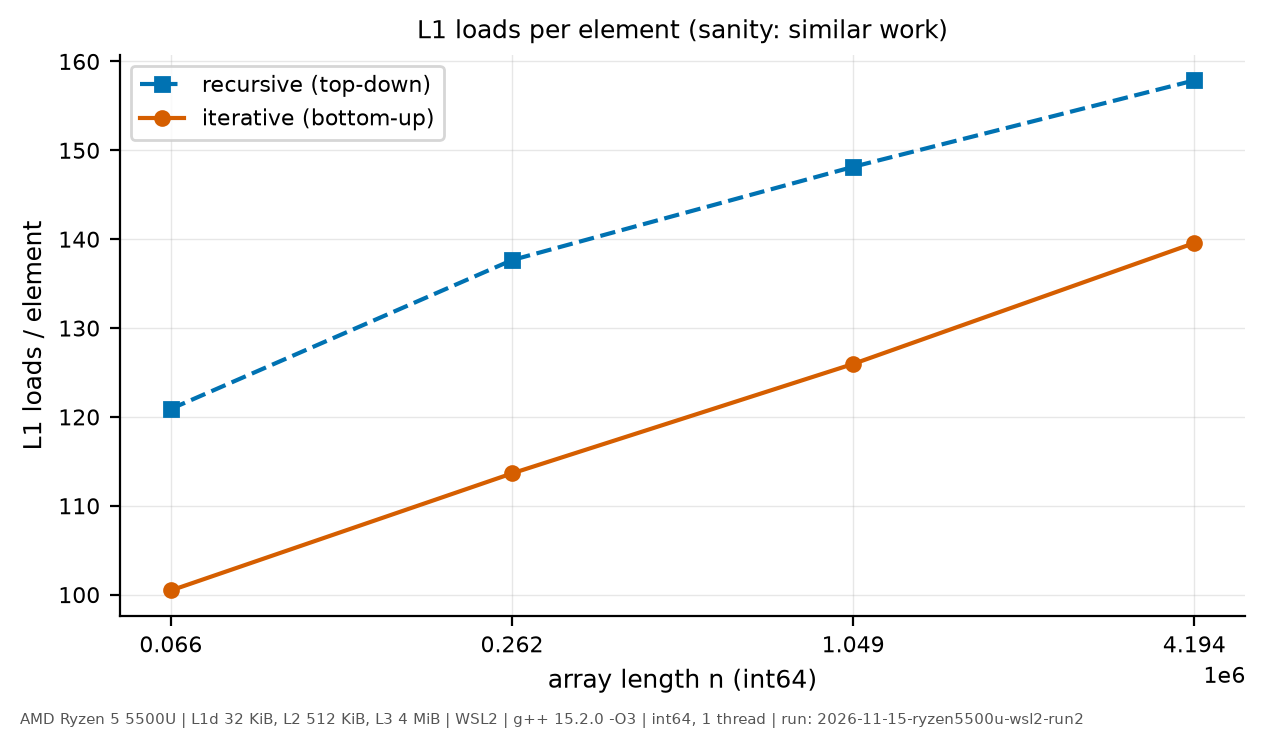 L1 loads per element (sanity: similar work)
160
150
140
130
120
110
100
L1 loads / element
recursive (top-down)
iterative (bottom-up)
0.066 0.262 1.049 4.194
1e6
array length n (int64)
AMD Ryzen 5 5500U | L1d 32 KiB, L2 512 KiB, L3 4 MiB | WSL2 | g++ 15.2.0 -O3 | int64, 1 thread | run: 2026-11-15-ryzen5500u-wsl2-run2